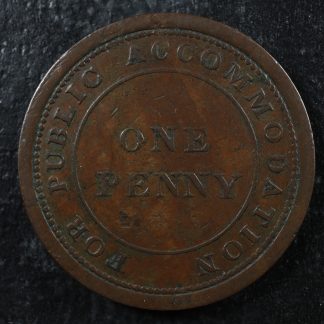 FOR PUBLIC ACCOMMODATION
ONE
PENNY